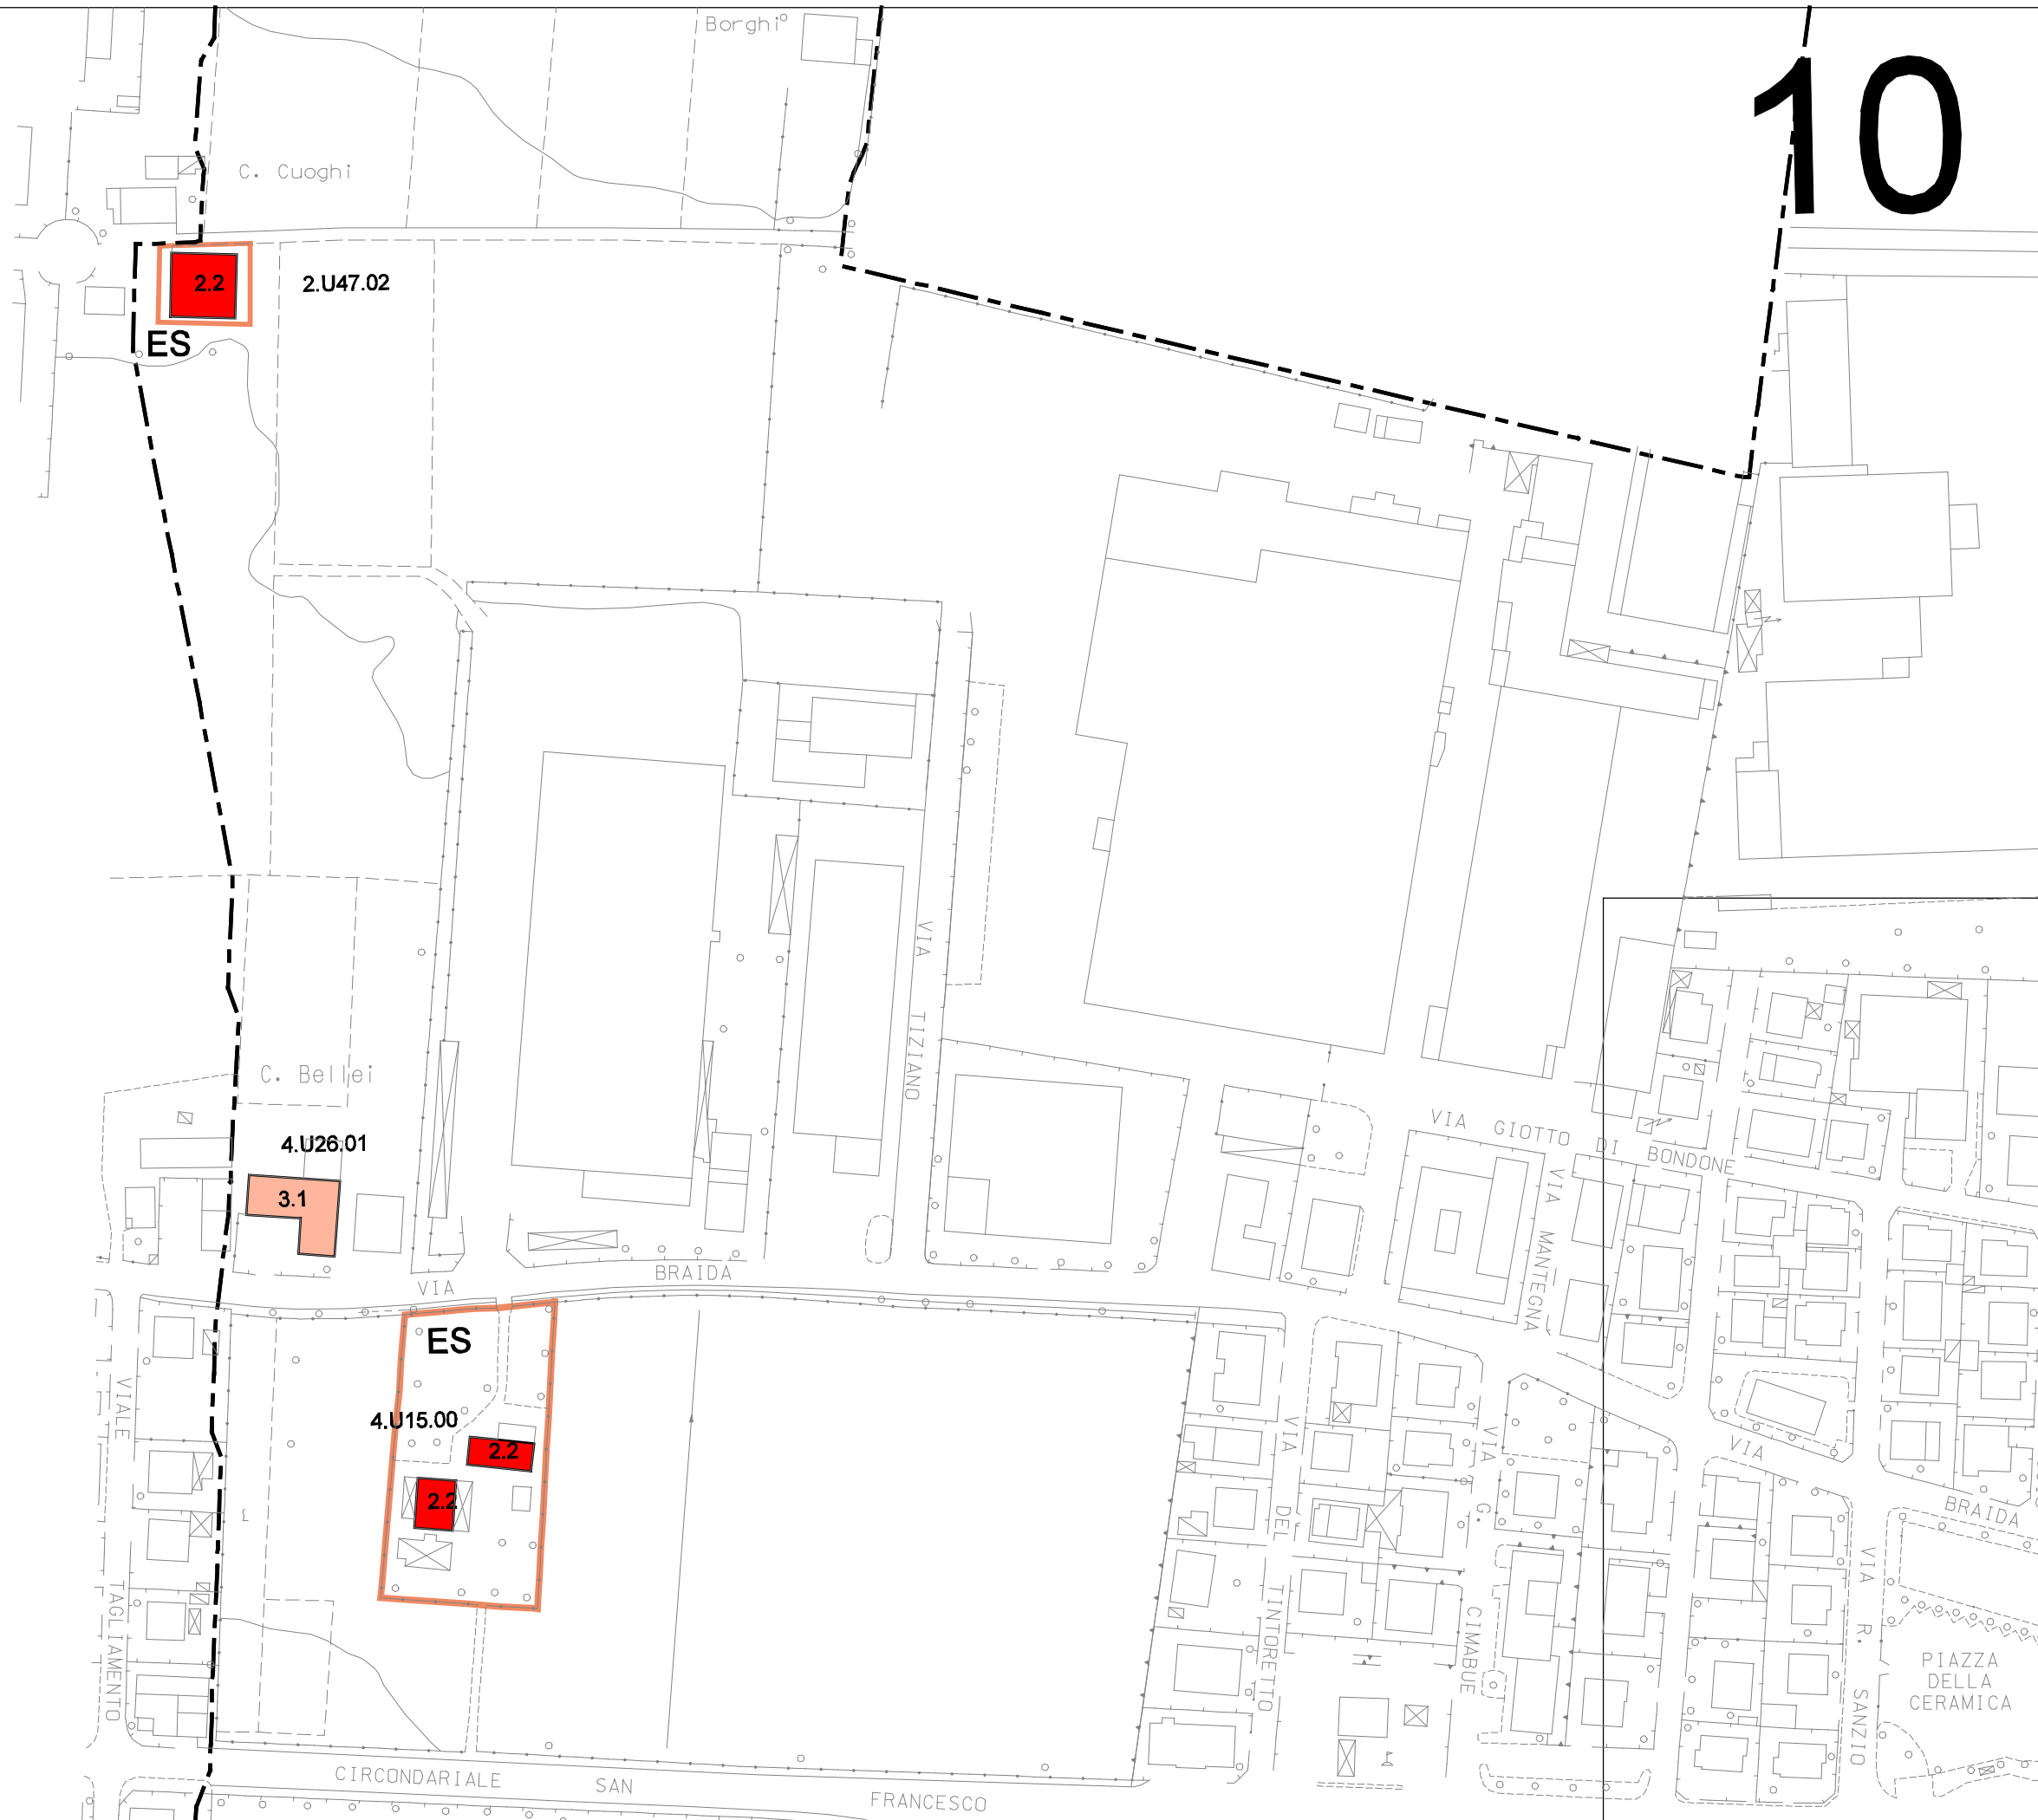 Borghi
10
C. Cuoghi
2.2
2.U47.02
ES
VIA
TIZIANO
C. Bellei
4.U26.01
3.1
VIA GIOTTO DI BONDONE
VIA MANTEGNA
VIA BRAIDA
ES
4.U15.00
2.2
2.2
VIALE
TAGLIAMENTO
VIA
DEL
TINTORETTO
VIA
G.
CIMABUE
VIA
BRAIDA
VIA
R.
SANZIO
PIAZZA
DELLA
CERAMICA
CIRCONDARIALE SAN FRANCESCO